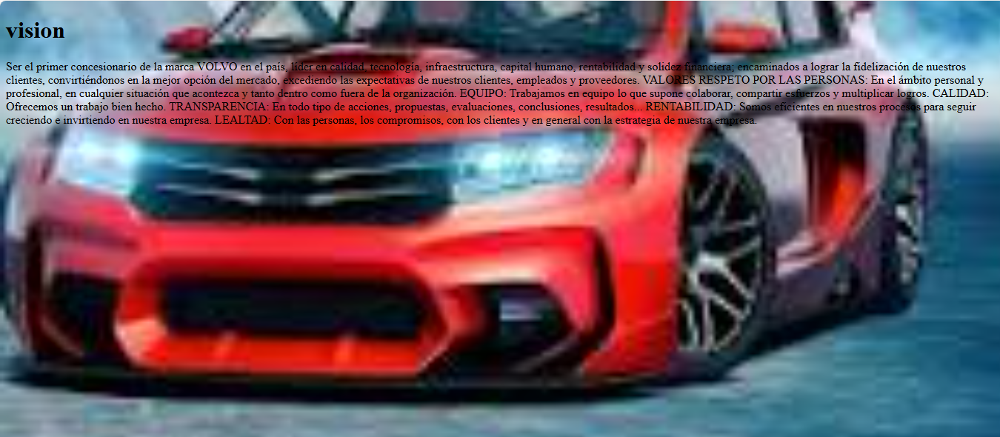 vision
Ser el primer concesionario de la marca VOLVO en el país, líder en calidad, tecnología, infraestructura, capital humano, rentabilidad y solidez financiera; encaminados a lograr la fidelización de nuestros
clientes, convirtiéndonos en la mejor opción del mercado, excediendo las expectativas de nuestros clientes, empleados y proveedores. VALORES RESPETO POR LAS PERSONAS: En el ámbito personal y
profesional, en cualquier situación que acontezca y tanto dentro como fuera de la organización. EQUIPO: Trabajamos en equipo lo que supone colaborar, compartir esfuerzos y multiplicar logros. CALIDAD:
Ofrecemos un trabajo bien hecho. TRANSPARENCIA: En todo tipo de acciones, propuestas, evaluaciones, conclusiones, resultados... RENTABILIDAD: Somos eficientes en nuestros procesos para seguir
creciendo e invirtiendo en nuestra empresa. LEALTAD: Con las personas, los compromisos, con los clientes y en general con la estrategia de nuestra empresa.